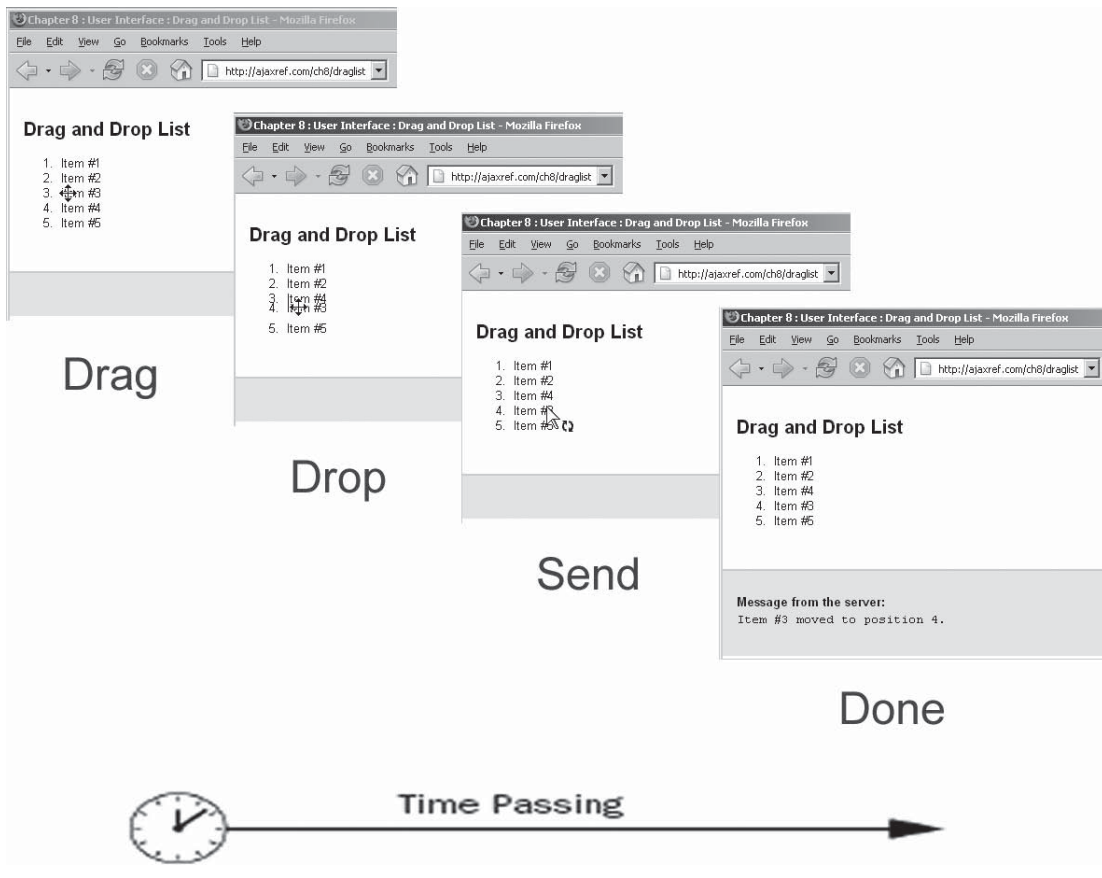 Chapter 8 : User Interface : Drag and Drop List - Mozilla Firefox
File Edit View Go Bookmarks Tools Help
http://ajaxref.com/ch8/draglist
Drag and Drop List
1. Item #1
2. Item #2
3. #3
4. Item #4
5. Item #5
Drag
Chapter 8 : User Interface : Drag and Drop List - Mozilla Firefox
File Edit View Go Bookmarks Tools Help
http://ajaxref.com/ch8/draglist
Drag and Drop List
1. Item #1
2. Item #2
3. Item #4
4. Item #3
5. Item #5
Drop
Chapter 8 : User Interface : Drag and Drop List - Mozilla Firefox
File Edit View Go Bookmarks Tools Help
http://ajaxref.com/ch8/draglist
Drag and Drop List
1. Item #1
2. Item #2
3. Item #4
4. Item #3
5. Item #5
Send
Chapter 8 : User Interface : Drag and Drop List - Mozilla Firefox
File Edit View Go Bookmarks Tools Help
http://ajaxref.com/ch8/draglist
Drag and Drop List
1. Item #1
2. Item #2
3. Item #4
4. Item #3
5. Item #5
Message from the server:
Item #3 moved to position 4.
Done
Time Passing